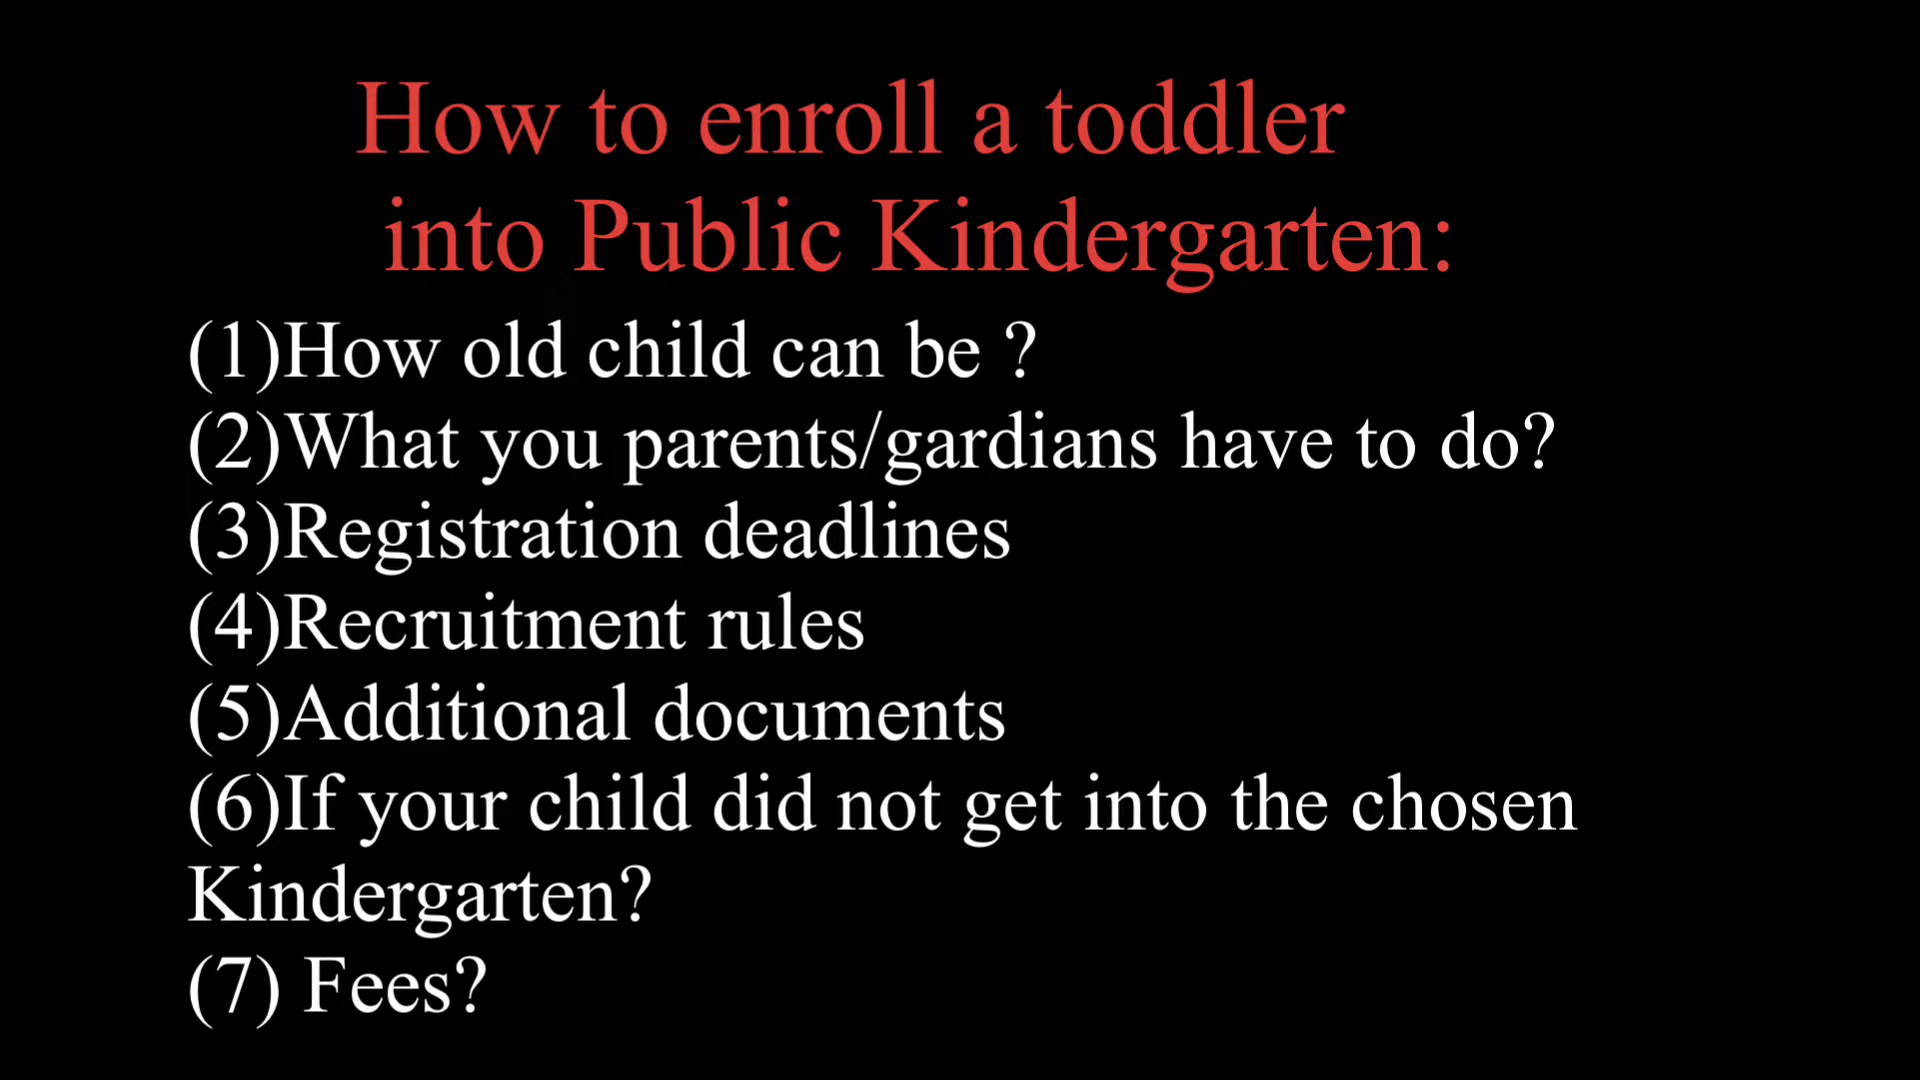 How to enroll a toddler
into Public Kindergarten:
(1)How old child can be ?
(2)What you parents/gardians have to do?
(3)Registration deadlines
(4)Recruitment rules
(5)Additional documents
(6)If your child did not get into the chosen
Kindergarten?
(7) Fees?